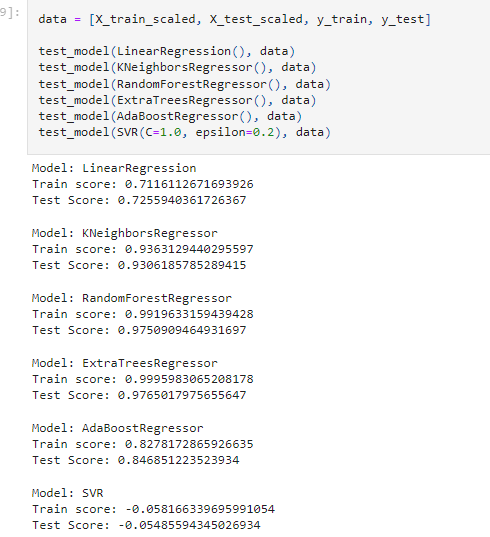 9]:
data = [X_train_scaled, X_test_scaled, y_train, y_test]
test_model(LinearRegression(), data)
test_model(KNeighborsRegressor(), data)
test_model(RandomForestRegressor(), data)
test_model(ExtraTreesRegressor(), data)
test_model(AdaBoostRegressor(), data)
test_model(SVR(C=1.0, epsilon=0.2), data)
Model: LinearRegression
Train score: 0.7116112671693926
Test Score: 0.7255940361726367
Model: KNeighborsRegressor
Train score: 0.9363129440295597
Test Score: 0.9306185785289415
Model: RandomForestRegressor
Train score: 0.9919633159439428
Test Score: 0.9750909464931697
Model: ExtraTreesRegressor
Train score: 0.9995983065208178
Test Score: 0.9765017975655647
Model: AdaBoostRegressor
Train score: 0.8278172865926635
Test Score: 0.846851223523934
Model: SVR
Train score: -0.058166339695991054
Test Score: -0.05485594345026934